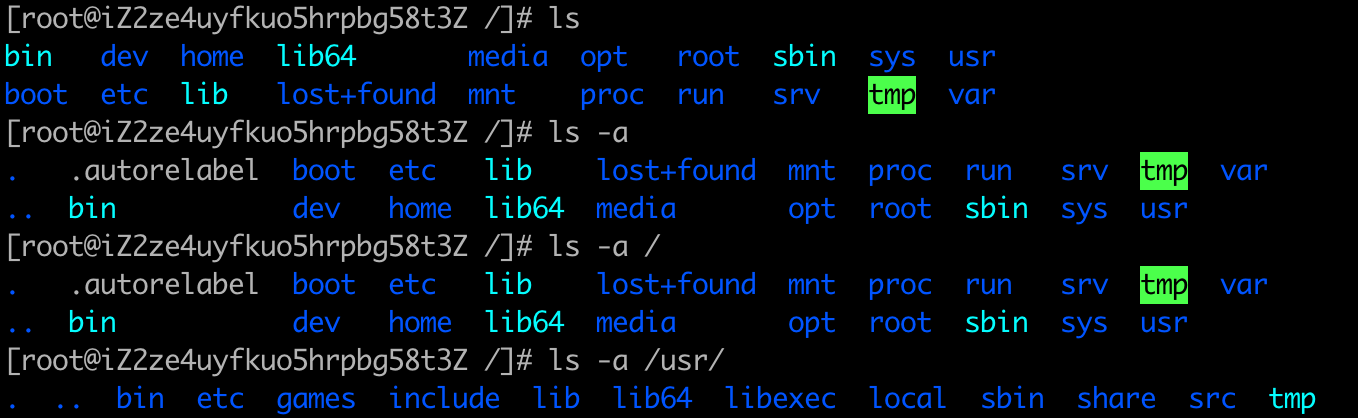 [root@iZ2ze4uyfkuo5hrpbg58t3Z /]# ls
bin   dev  home  lib64       media  opt   root  sbin  sys  usr
boot  etc  lib   lost+found  mnt    proc  run   srv   tmp  var
[root@iZ2ze4uyfkuo5hrpbg58t3Z /]# ls -a
.   .autorelabel  boot  etc   lib    lost+found  mnt  proc  run   srv  tmp  var
..  bin           dev   home  lib64  media       opt  root  sbin  sys  usr
[root@iZ2ze4uyfkuo5hrpbg58t3Z /]# ls -a /
.   .autorelabel  boot  etc   lib    lost+found  mnt  proc  run   srv  tmp  var
..  bin           dev   home  lib64  media       opt  root  sbin  sys  usr
[root@iZ2ze4uyfkuo5hrpbg58t3Z /]# ls -a /usr/
.  ..  bin  etc  games  include  lib  lib64  libexec  local  sbin  share  src  tmp